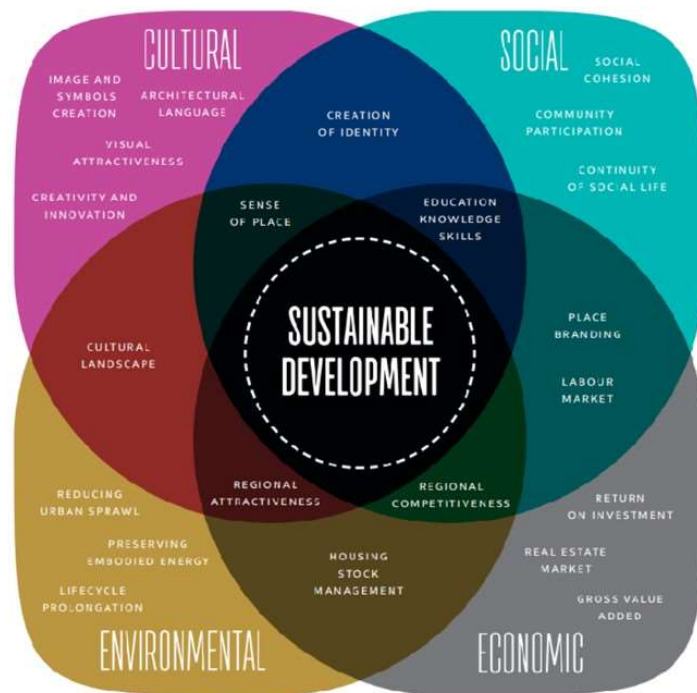 CULTURAL
IMAGE AND
SYMBOLS
CREATION
ARCHITECTURAL
LANGUAGE
VISUAL
ATTRACTIVENESS
CREATIVITY AND
INNOVATION
CREATION
OF IDENTITY
SOCIAL
SOCIAL
COHESION
COMMUNITY
PARTICIPATION
CONTINUITY
OF SOCIAL LIFE
SENSE
OF PLACE
EDUCATION
KNOWLEDGE
SKILLS
CULTURAL
LANDSCAPE
SUSTAINABLE
DEVELOPMENT
PLACE
BRANDING
LABOUR
MARKET
REGIONAL
ATTRACTIVENESS
REGIONAL
COMPETITIVENESS
REDUCING
URBAN SPRAWL
PRESERVING
EMBODIED ENERGY
LIFECYCLE
PROLONGATION
ENVIRONMENTAL
HOUSING
STOCK
MANAGEMENT
RETURN
ON INVESTMENT
REAL ESTATE
MARKET
GROSS VALUE
ADDED
ECONOMIC